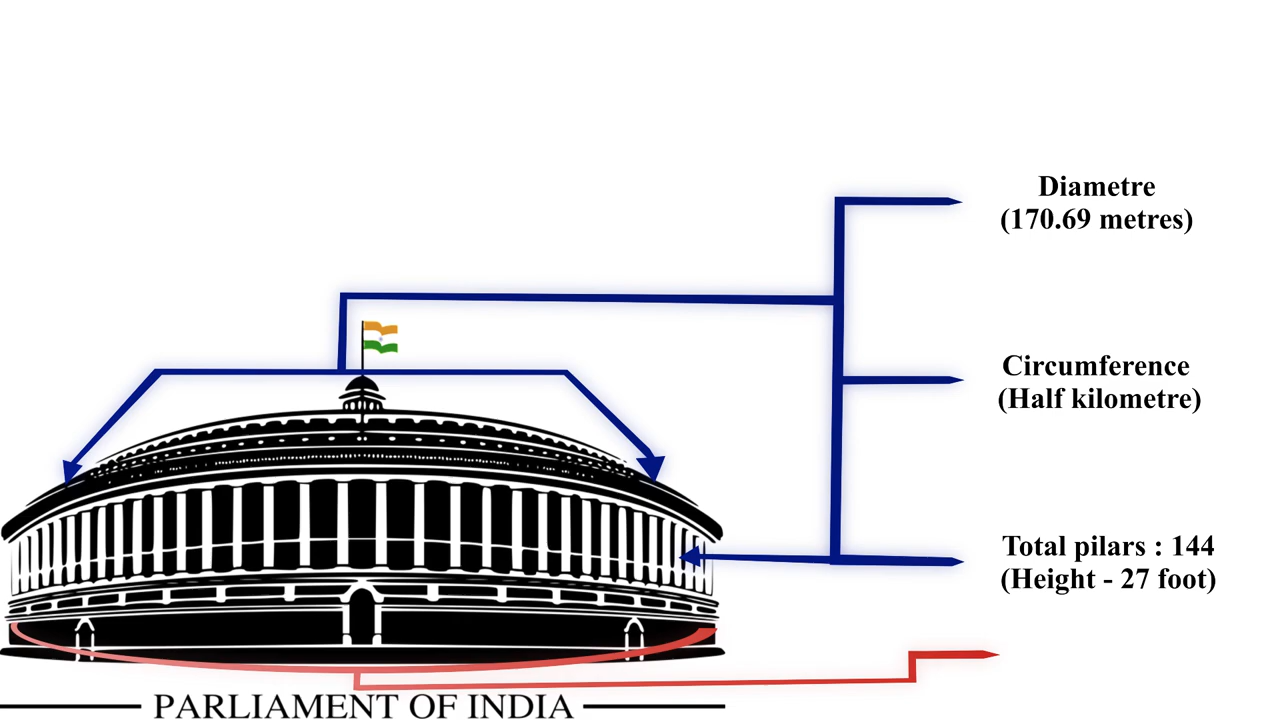 Diametre
(170.69 metres)
Circumference
(Half kilometre)
Total pilars : 144
(Height - 27 foot)
PARLIAMENT OF INDIA